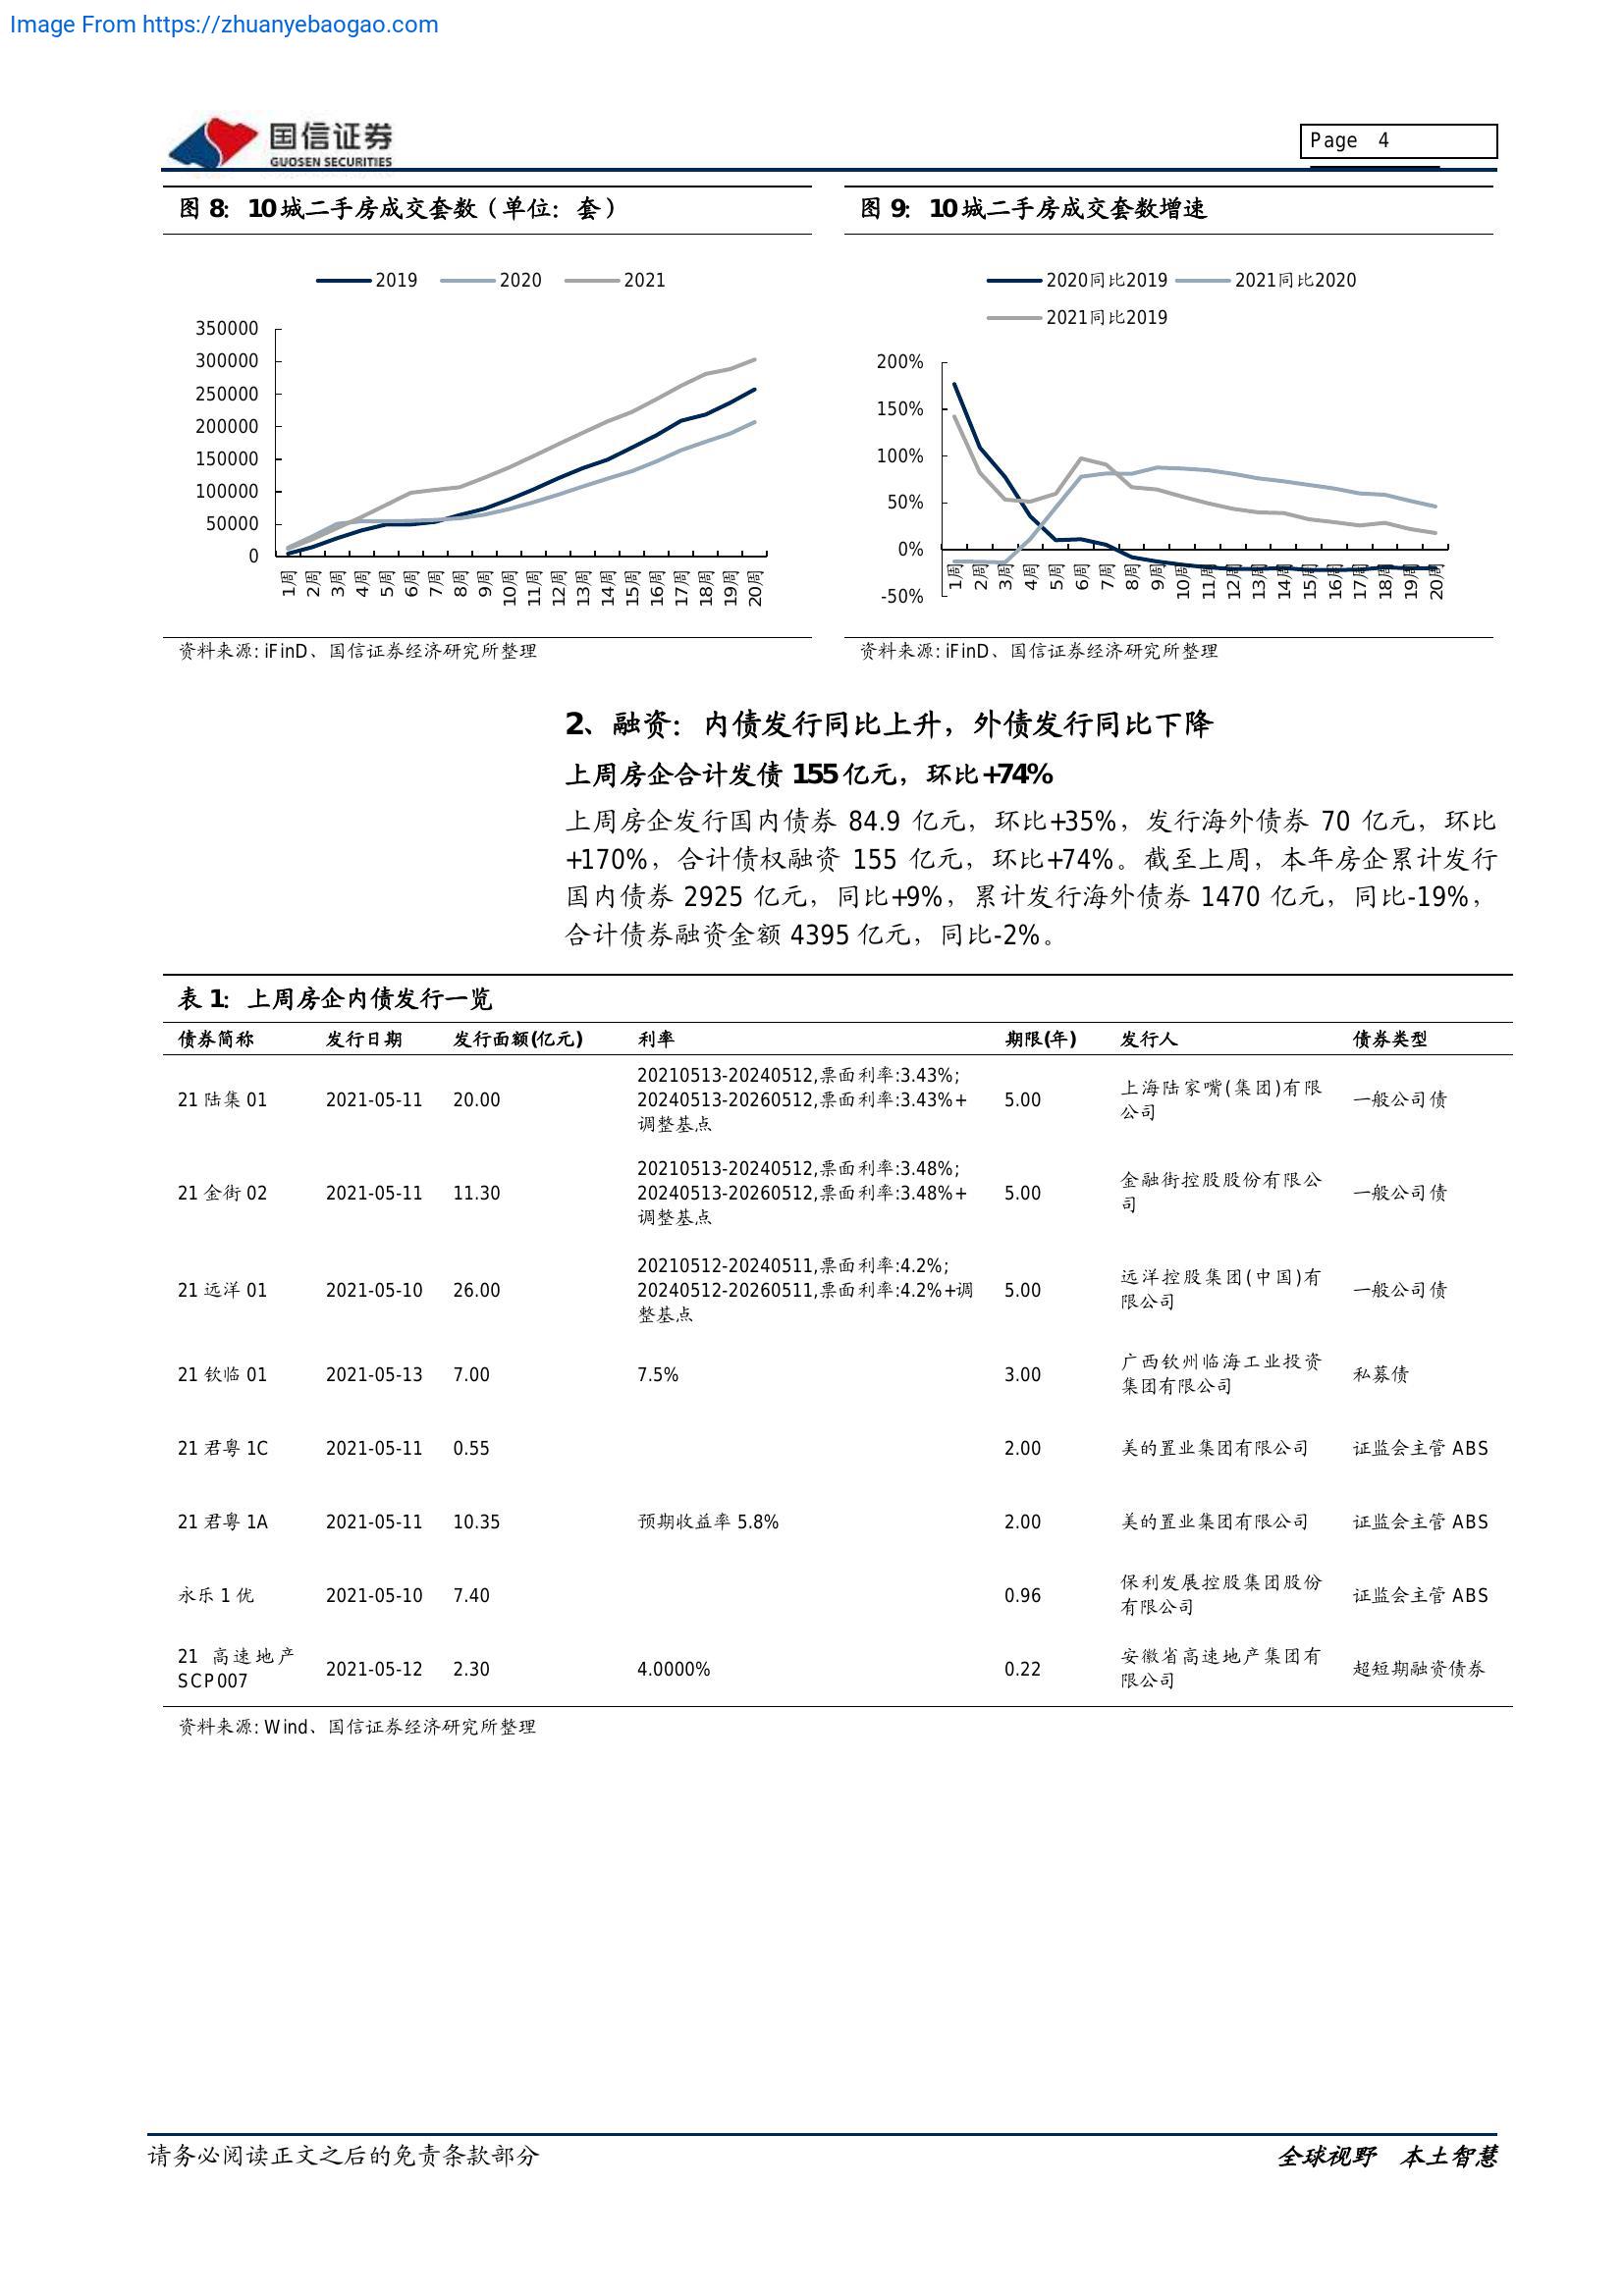 Image From https://zhuanyebaogao.com
国信证券
GUOSEN SECURITIES
Page 4
图 8: 10 城二手房成交套数（单位: 套）
2019 2020 2021
350000
300000
250000
200000
150000
100000
50000
0
1周 2周 3周 4周 5周 6周 7周 8周 9周 10周 11周 12周 13周 14周 15周 16周 17周 18周 19周 20周
资料来源: iFinD、国信证券经济研究所整理
图 9: 10 城二手房成交套数增速
2020同比2019 2021同比2020
2021同比2019
200%
150%
100%
50%
0%
-50%
1周 2周 3周 4周 5周 6周 7周 8周 9周 10周 11周 12周 13周 14周 15周 16周 17周 18周 19周 20周
资料来源: iFinD、国信证券经济研究所整理
2、融资: 内债发行同比上升，外债发行同比下降
上周房企合计发债 155 亿元，环比+74%
上周房企发行国内债券 84.9 亿元，环比+35%，发行海外债券 70 亿元，环比
+170%，合计债权融资 155 亿元，环比+74%。截至上周，本年房企累计发行
国内债券 2925 亿元，同比+9%，累计发行海外债券 1470 亿元，同比-19%，
合计债券融资金额 4395 亿元，同比-2%。
表 1: 上周房企内债发行一览
债券简称 发行日期 发行面额(亿元) 利率 期限(年) 发行人 债券类型
21 陆集 01 2021-05-11 20.00 20210513-20240512,票面利率:3.43%;
20240513-20260512,票面利率:3.43%+
调整基点 5.00 上海陆家嘴(集团)有限
公司 一般公司债
21 金街 02 2021-05-11 11.30 20210513-20240512,票面利率:3.48%;
20240513-20260512,票面利率:3.48%+
调整基点 5.00 金融街控股股份有限公
司 一般公司债
21 远洋 01 2021-05-10 26.00 20210512-20240511,票面利率:4.2%;
20240512-20260511,票面利率:4.2%+调
整基点 5.00 远洋控股集团(中国)有
限公司 一般公司债
21 钦临 01 2021-05-13 7.00 7.5% 3.00 广西钦州临海工业投资
集团有限公司 私募债
21 君粤 1C 2021-05-11 0.55 2.00 美的置业集团有限公司 证监会主管 ABS
21 君粤 1A 2021-05-11 10.35 预期收益率 5.8% 2.00 美的置业集团有限公司 证监会主管 ABS
永乐 1 优 2021-05-10 7.40 0.96 保利发展控股集团股份
有限公司 证监会主管 ABS
21 高速地产
SCP007 2021-05-12 2.30 4.0000% 0.22 安徽省高速地产集团有
限公司 超短期融资债券
资料来源: Wind、国信证券经济研究所整理
请务必阅读正文之后的免责条款部分
全球视野 本土智慧